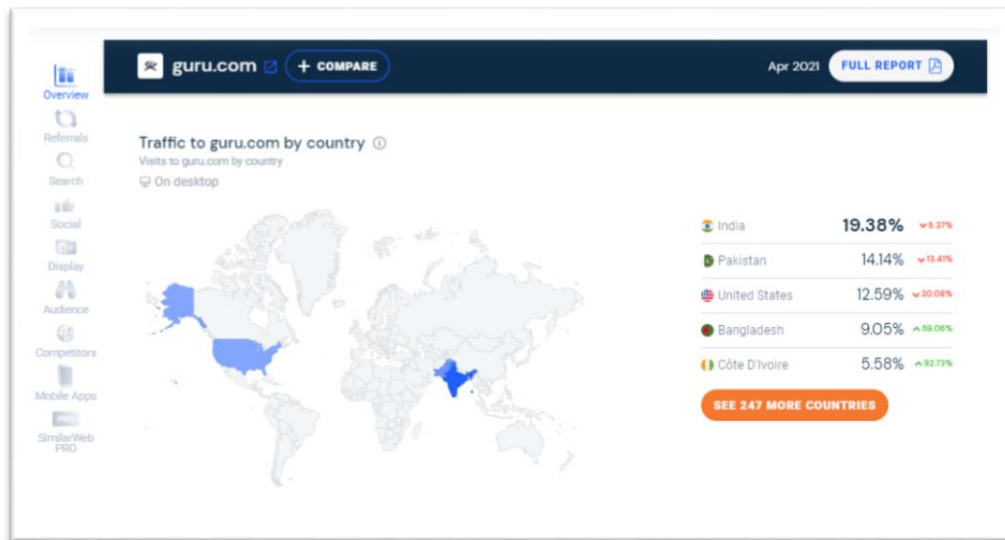 guru.com + COMPARE Apr 2021 FULL REPORT
Overview
Referrals
Search
Social
Display
Audience
Competitors
Mobile Apps
PRO
SimilarWeb
PRO
Traffic to guru.com by country
Visits to guru.com by country
On desktop
India 19.38% 5.37%
Pakistan 14.14% 13.41%
United States 12.59% 20.09%
Bangladesh 9.05% 59.06%
Côte D'Ivoire 5.58% 92.73%
SEE 247 MORE COUNTRIES